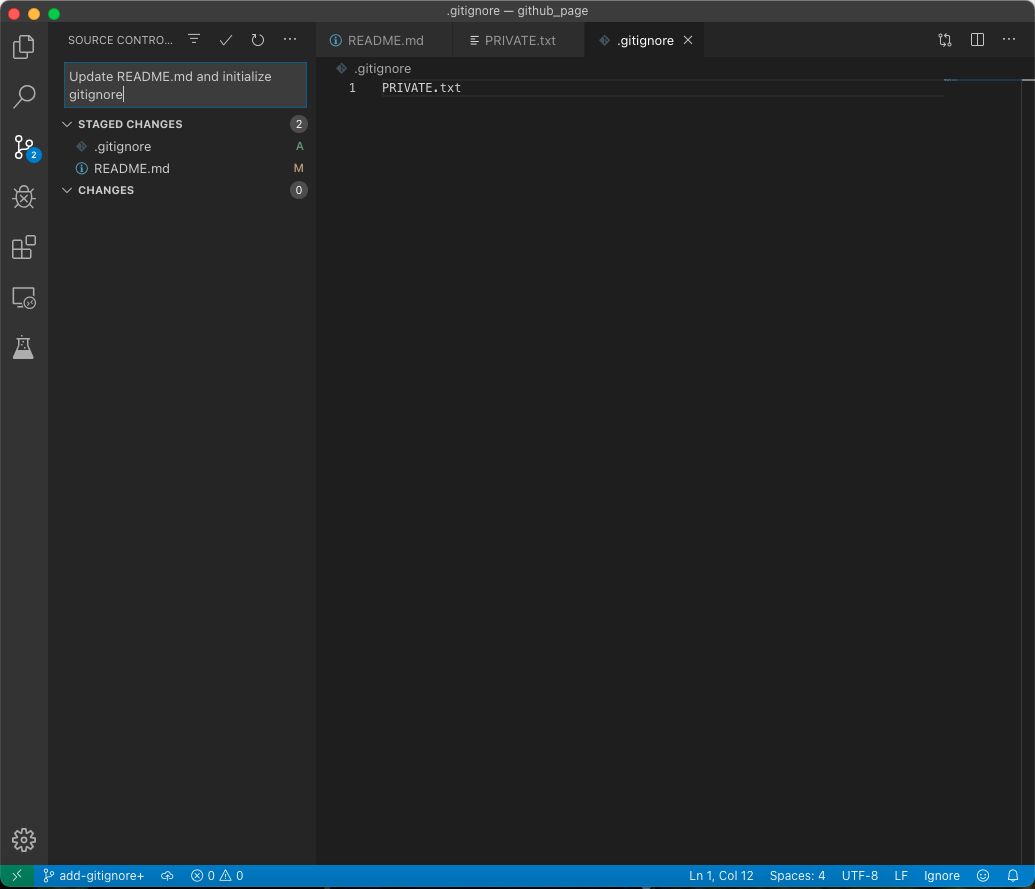 .gitignore — github_page
SOURCE CONTRO...
README.md
PRIVATE.txt
.gitignore
Update README.md and initialize
gitignore
.gitignore
1 PRIVATE.txt
STAGED CHANGES 2
.gitignore A
README.md M
CHANGES 0
2
add-gitignore+ 0 0 Ln 1, Col 12 Spaces: 4 UTF-8 LF Ignore